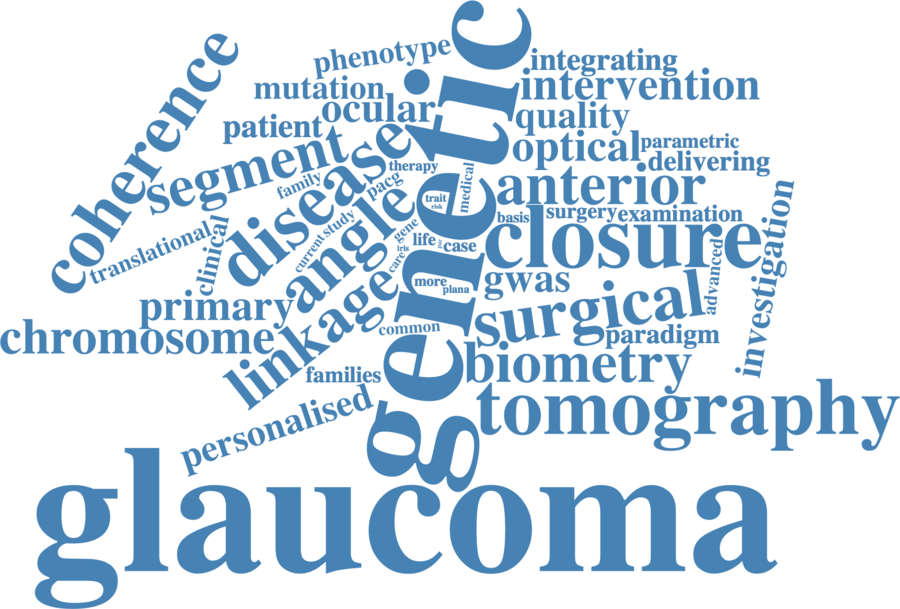 genetic
phenotype
integrating
coherence
mutation
intervention
ocular
quality
patient
optical
parametric
segment
delivering
disease
therapy
family
pacg
medical
anterior
trait
risk
translational
clinical
current
study
angle
gene
basis
surgery
examination
investigation
life
case
par
iris
care
closure
advanced
more
plana
gwas
primary
surgical
chromosome
linkage
common
paradigm
families
biometry
personalised
tomography
glaucoma